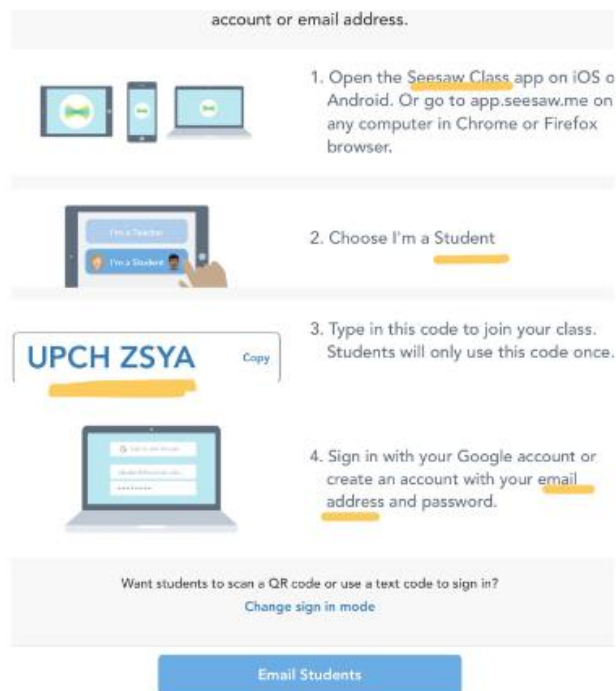 account or email address.
1. Open the Seesaw Class app on iOS o
Android. Or go to app.seesaw.me on
any computer in Chrome or Firefox
browser.
I'm a Teacher
I'm a Student
2. Choose I'm a Student
3. Type in this code to join your class.
Students will only use this code once.
UPCH ZSYA
Copy
4. Sign in with your Google account or
create an account with your email
address and password.
Want students to scan a QR code or use a text code to sign in?
Change sign in mode
Email Students